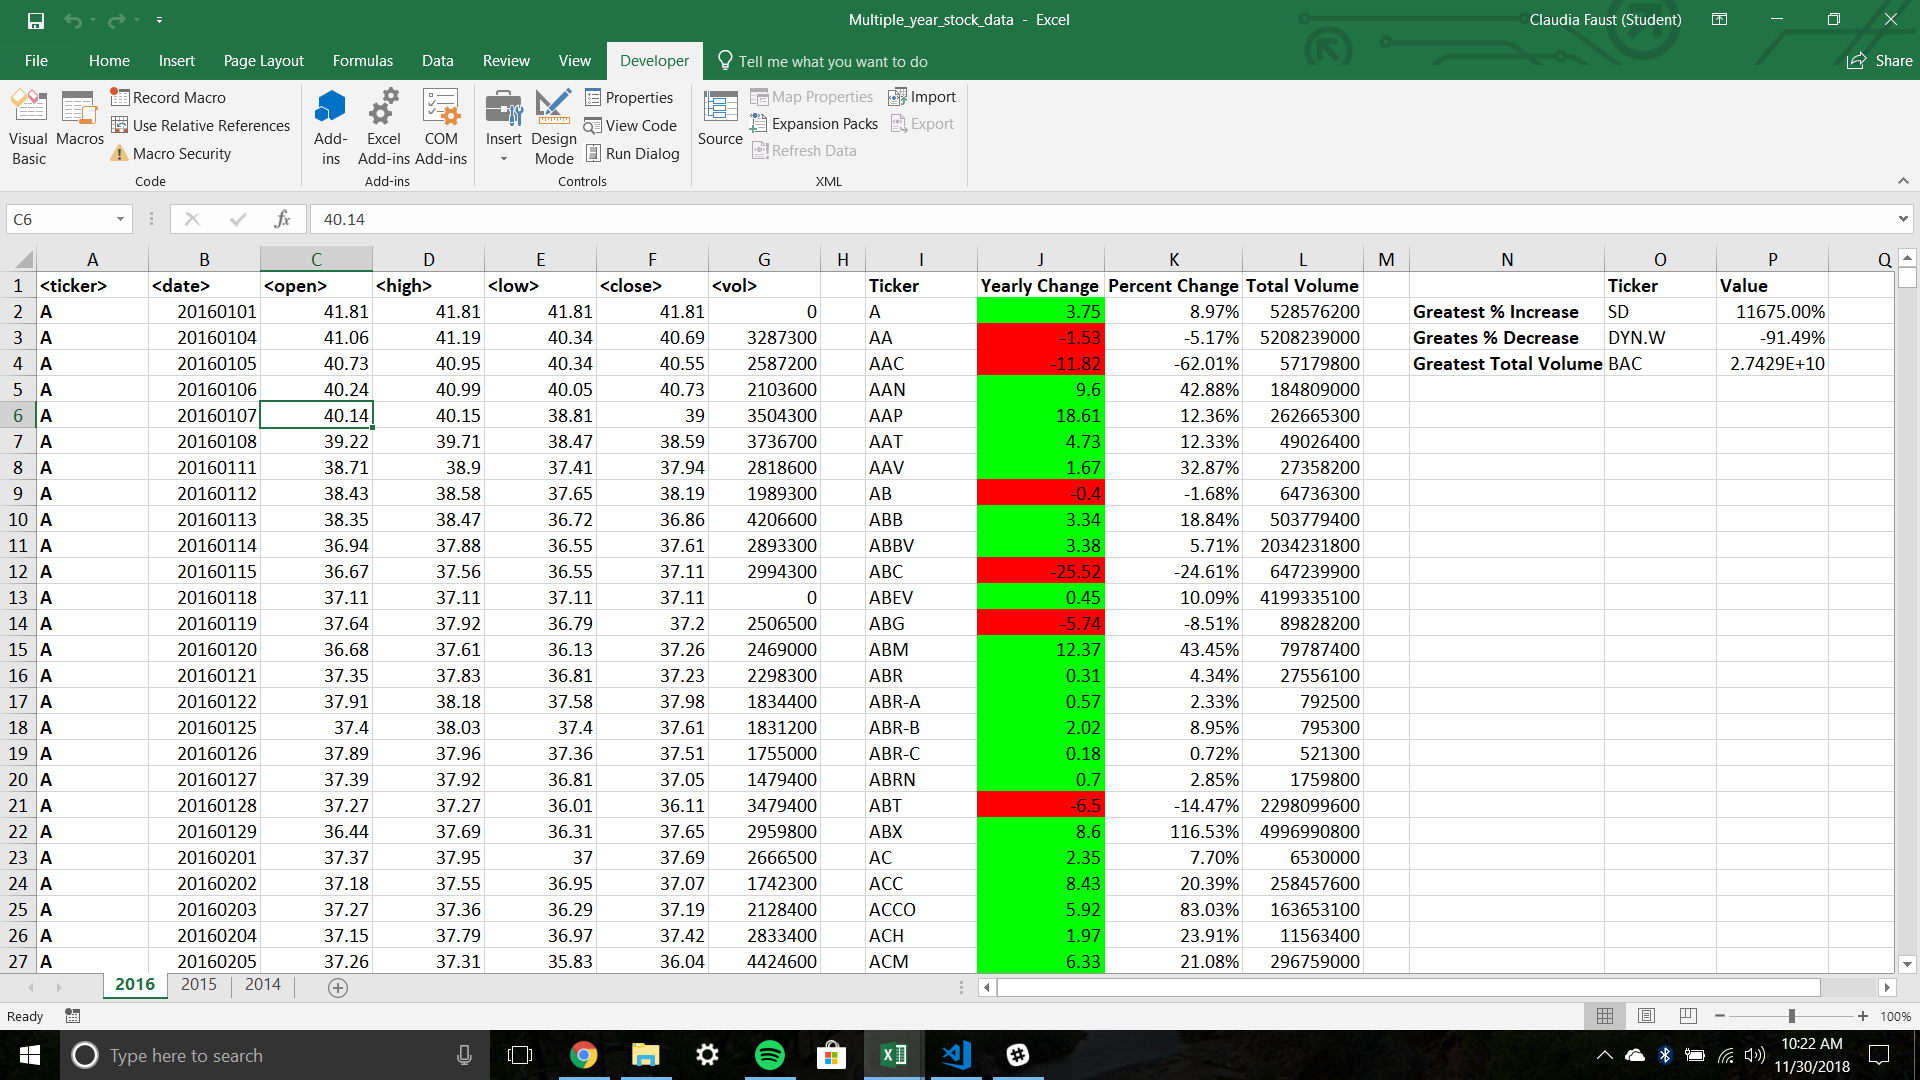 Multiple_year_stock_data - Excel
Claudia Faust (Student)
File Home Insert Page Layout Formulas Data Review View Developer Tell me what you want to do Share
Visual Basic
Macros
Record Macro
Use Relative References
Macro Security
Code
Add-ins
Excel Add-ins
COM Add-ins
Add-ins
Insert
Design Mode
Properties
View Code
Run Dialog
Controls
Source
Map Properties
Expansion Packs
Refresh Data
Import
Export
XML
C6 fx 40.14
A B C D E F G H I J K L M N O P Q
1 <ticker> <date> <open> <high> <low> <close> <vol> Ticker Yearly Change Percent Change Total Volume Ticker Value
2 A 20160101 41.81 41.81 41.81 41.81 0 A 3.75 8.97% 528576200 Greatest % Increase SD 11675.00%
3 A 20160104 41.06 41.19 40.34 40.69 3287300 AA -1.53 -5.17% 5208239000 Greates % Decrease DYN.W -91.49%
4 A 20160105 40.73 40.95 40.34 40.55 2587200 AAC -11.82 -62.01% 57179800 Greatest Total Volume BAC 2.7429E+10
5 A 20160106 40.24 40.99 40.05 40.73 2103600 AAN 9.6 42.88% 184809000
6 A 20160107 40.14 40.15 38.81 39 3504300 AAP 18.61 12.36% 262665300
7 A 20160108 39.22 39.71 38.47 38.59 3736700 AAT 4.73 12.33% 49026400
8 A 20160111 38.71 38.9 37.41 37.94 2818600 AAV 1.67 32.87% 27358200
9 A 20160112 38.43 38.58 37.65 38.19 1989300 AB -0.4 -1.68% 64736300
10 A 20160113 38.35 38.47 36.72 36.86 4206600 ABB 3.34 18.84% 503779400
11 A 20160114 36.94 37.88 36.55 37.61 2893300 ABBV 3.38 5.71% 2034231800
12 A 20160115 36.67 37.56 36.55 37.11 2994300 ABC -25.52 -24.61% 647239900
13 A 20160118 37.11 37.11 37.11 37.11 0 ABEV 0.45 10.09% 4199335100
14 A 20160119 37.64 37.92 36.79 37.2 2506500 ABG -5.74 -8.51% 89828200
15 A 20160120 36.68 37.61 36.13 37.26 2469000 ABM 12.37 43.45% 79787400
16 A 20160121 37.35 37.83 36.81 37.23 2298300 ABR 0.31 4.34% 27556100
17 A 20160122 37.91 38.18 37.58 37.98 1834400 ABR-A 0.57 2.33% 792500
18 A 20160125 37.4 38.03 37.4 37.61 1831200 ABR-B 2.02 8.95% 795300
19 A 20160126 37.89 37.96 37.36 37.51 1755000 ABR-C 0.18 0.72% 521300
20 A 20160127 37.39 37.92 36.81 37.05 1479400 ABRN 0.7 2.85% 1759800
21 A 20160128 37.27 37.27 36.01 36.11 3479400 ABT -6.5 -14.47% 2298099600
22 A 20160129 36.44 37.69 36.31 37.65 2959800 ABX 8.6 116.53% 4996990800
23 A 20160201 37.37 37.95 37 37.69 2666500 AC 2.35 7.70% 6530000
24 A 20160202 37.18 37.55 36.95 37.07 1742300 ACC 8.43 20.39% 258457600
25 A 20160203 37.27 37.36 36.29 37.19 2128400 ACCO 5.92 83.03% 163653100
26 A 20160204 37.15 37.79 36.97 37.42 2833400 ACH 1.97 23.91% 11563400
27 A 20160205 37.26 37.31 35.83 36.04 4424600 ACM 6.33 21.08% 296759000
2016 2015 2014
Ready
100%
Type here to search
10:22 AM
11/30/2018